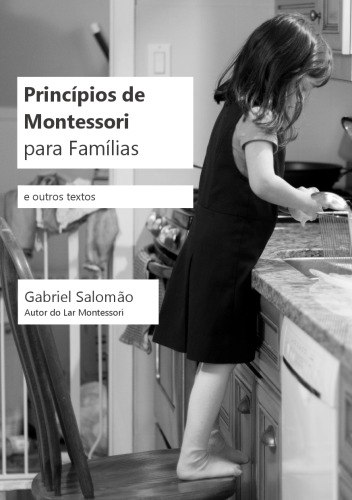 Princípios de
Montessori
para Famílias
e outros textos
Gabriel Salomão
Autor do Lar Montessori